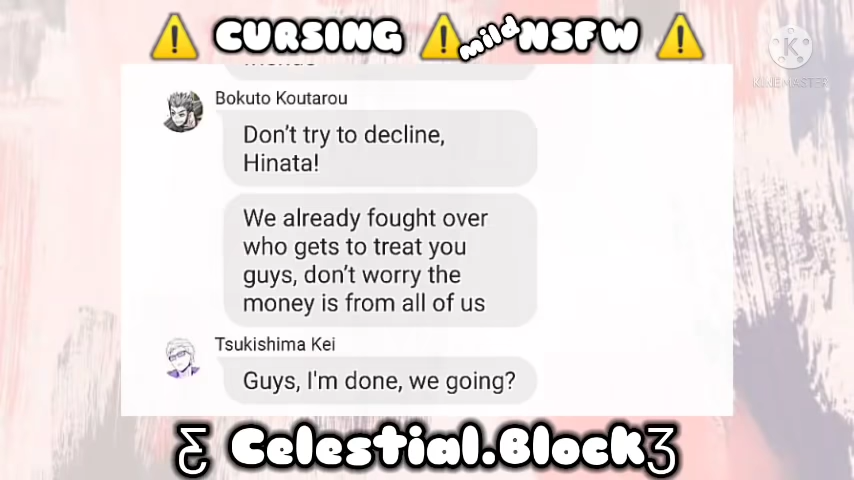 ⚠️ CURSING ⚠️ mild NSFW ⚠️
K
KINEMASTER
Bokuto Koutarou
Don't try to decline,
Hinata!
We already fought over
who gets to treat you
guys, don't worry the
money is from all of us
Tsukishima Kei
Guys, I'm done, we going?
Ƹ Celestial.Block Ʒ